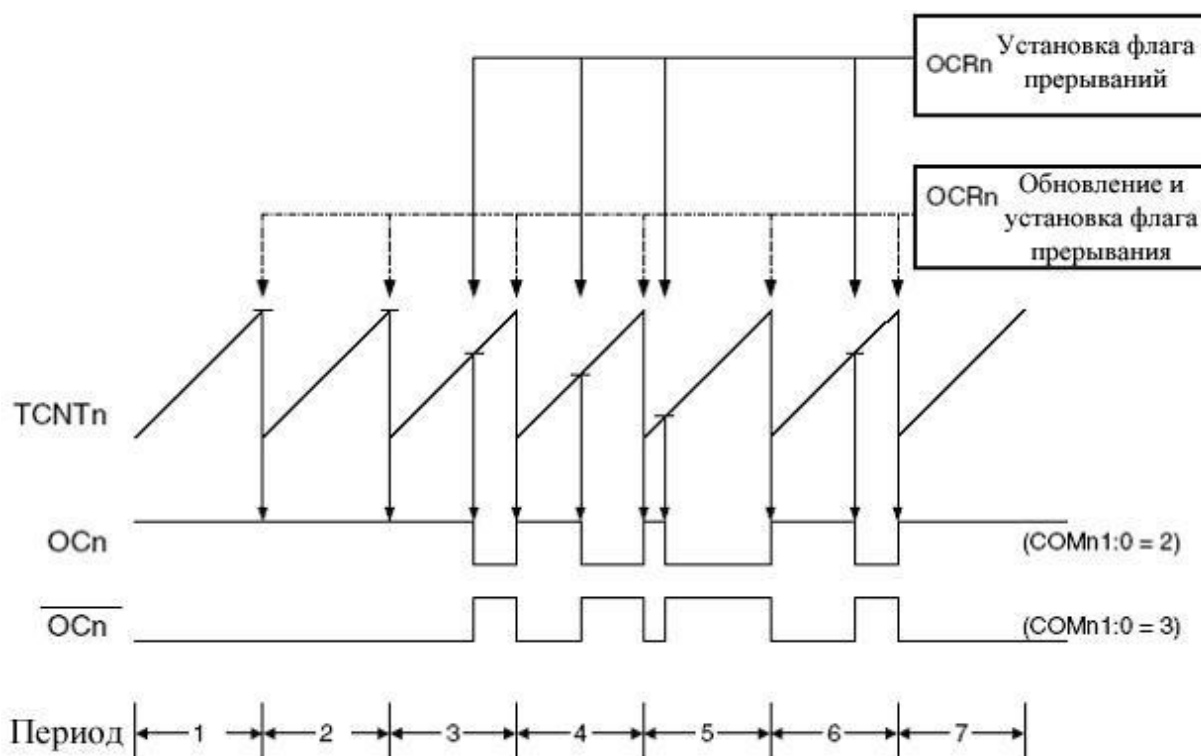 OCRn Установка флага
прерываний
OCRn Обновление и
установка флага
прерывания
TCNTn
OCn
(COMn1:0 = 2)
OCn
(COMn1:0 = 3)
Период 1 2 3 4 5 6 7